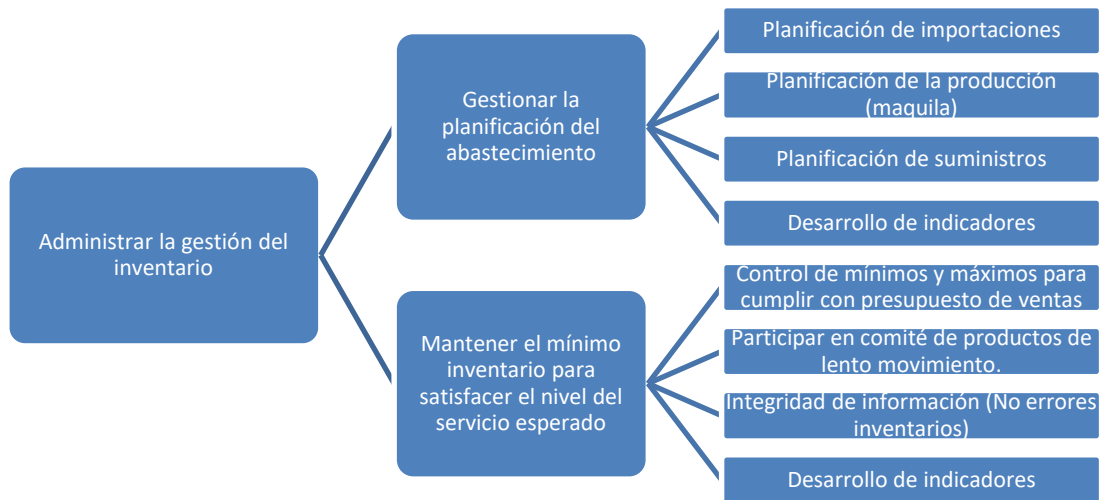 Administrar la gestión del
inventario
Gestionar la
planificación del
abastecimiento
Planificación de importaciones
Planificación de la producción
(maquila)
Planificación de suministros
Desarrollo de indicadores
Mantener el mínimo
inventario para
satisfacer el nivel del
servicio esperado
Control de mínimos y máximos para
cumplir con presupuesto de ventas
Participar en comité de productos de
lento movimiento.
Integridad de información (No errores
inventarios)
Desarrollo de indicadores